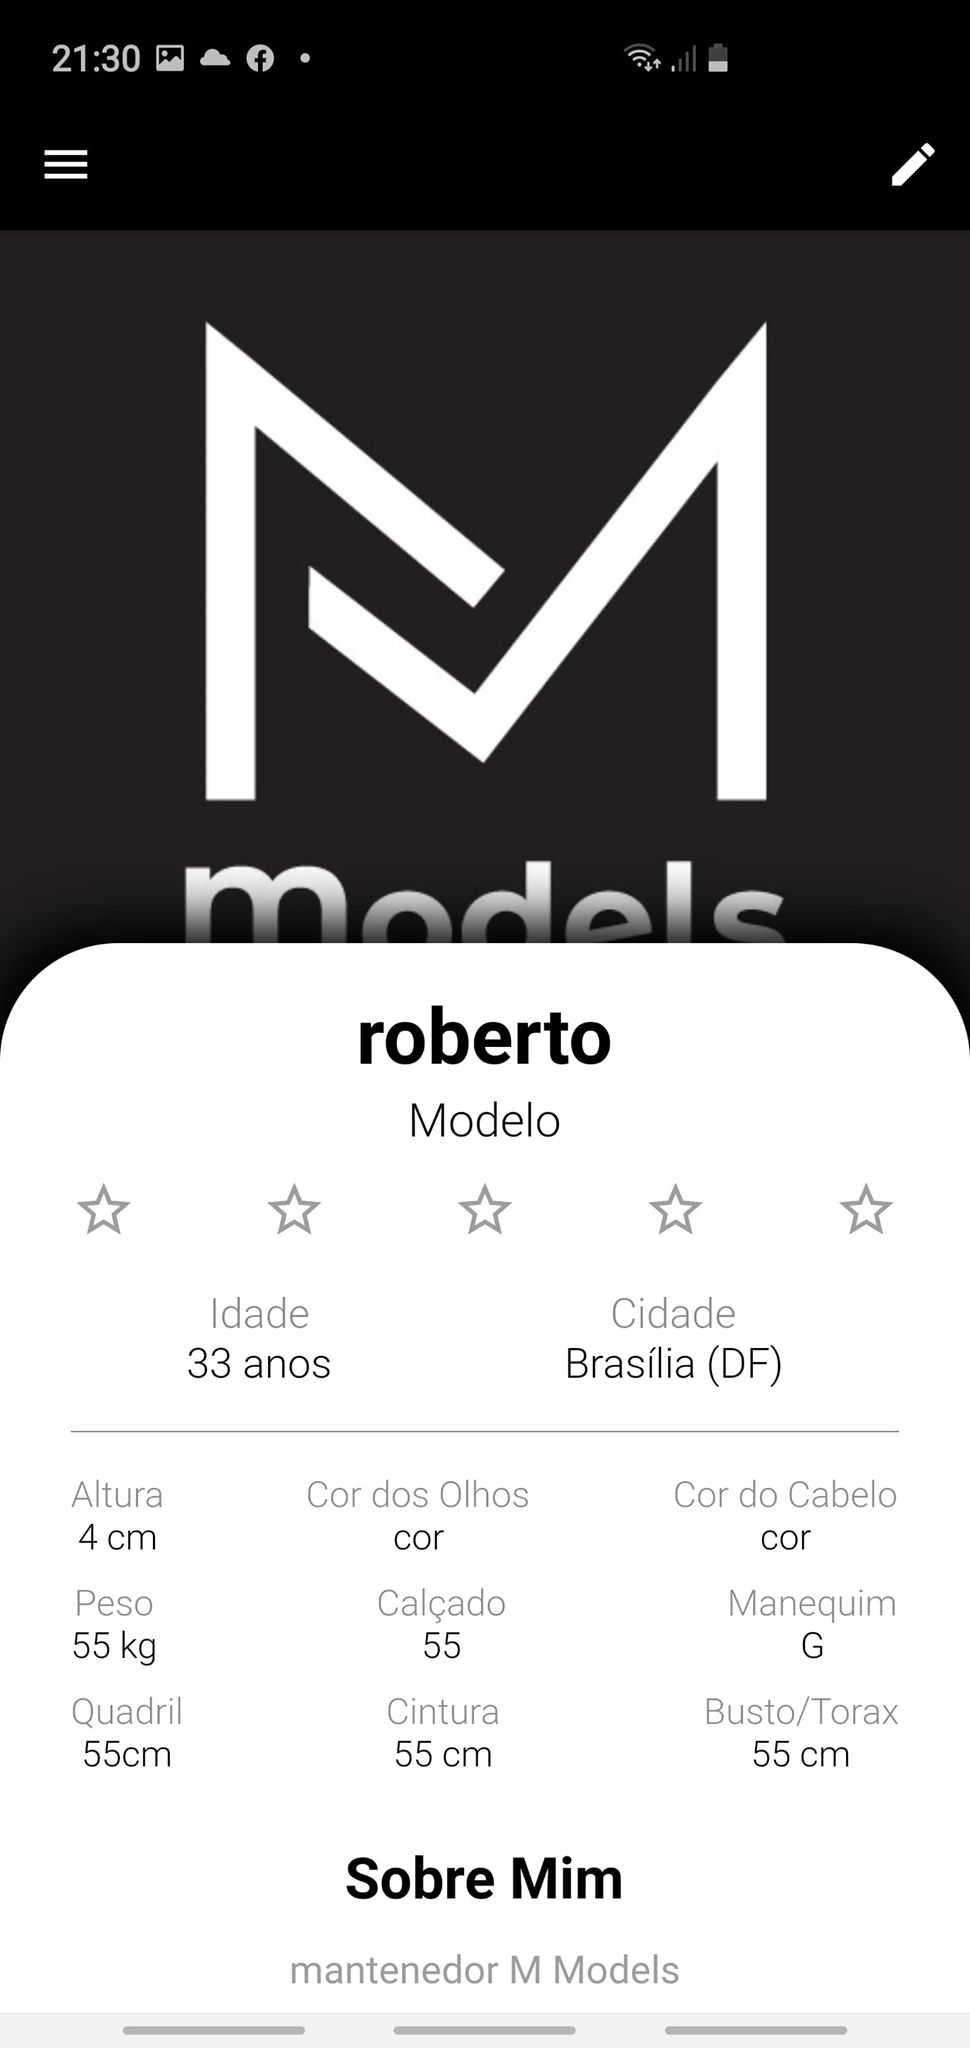 21:30
models
roberto
Modelo
Idade Cidade
33 anos Brasília (DF)
Altura Cor dos Olhos Cor do Cabelo
4 cm cor cor
Peso Calçado Manequim
55 kg 55 G
Quadril Cintura Busto/Torax
55cm 55 cm 55 cm
Sobre Mim
mantenedor M Models